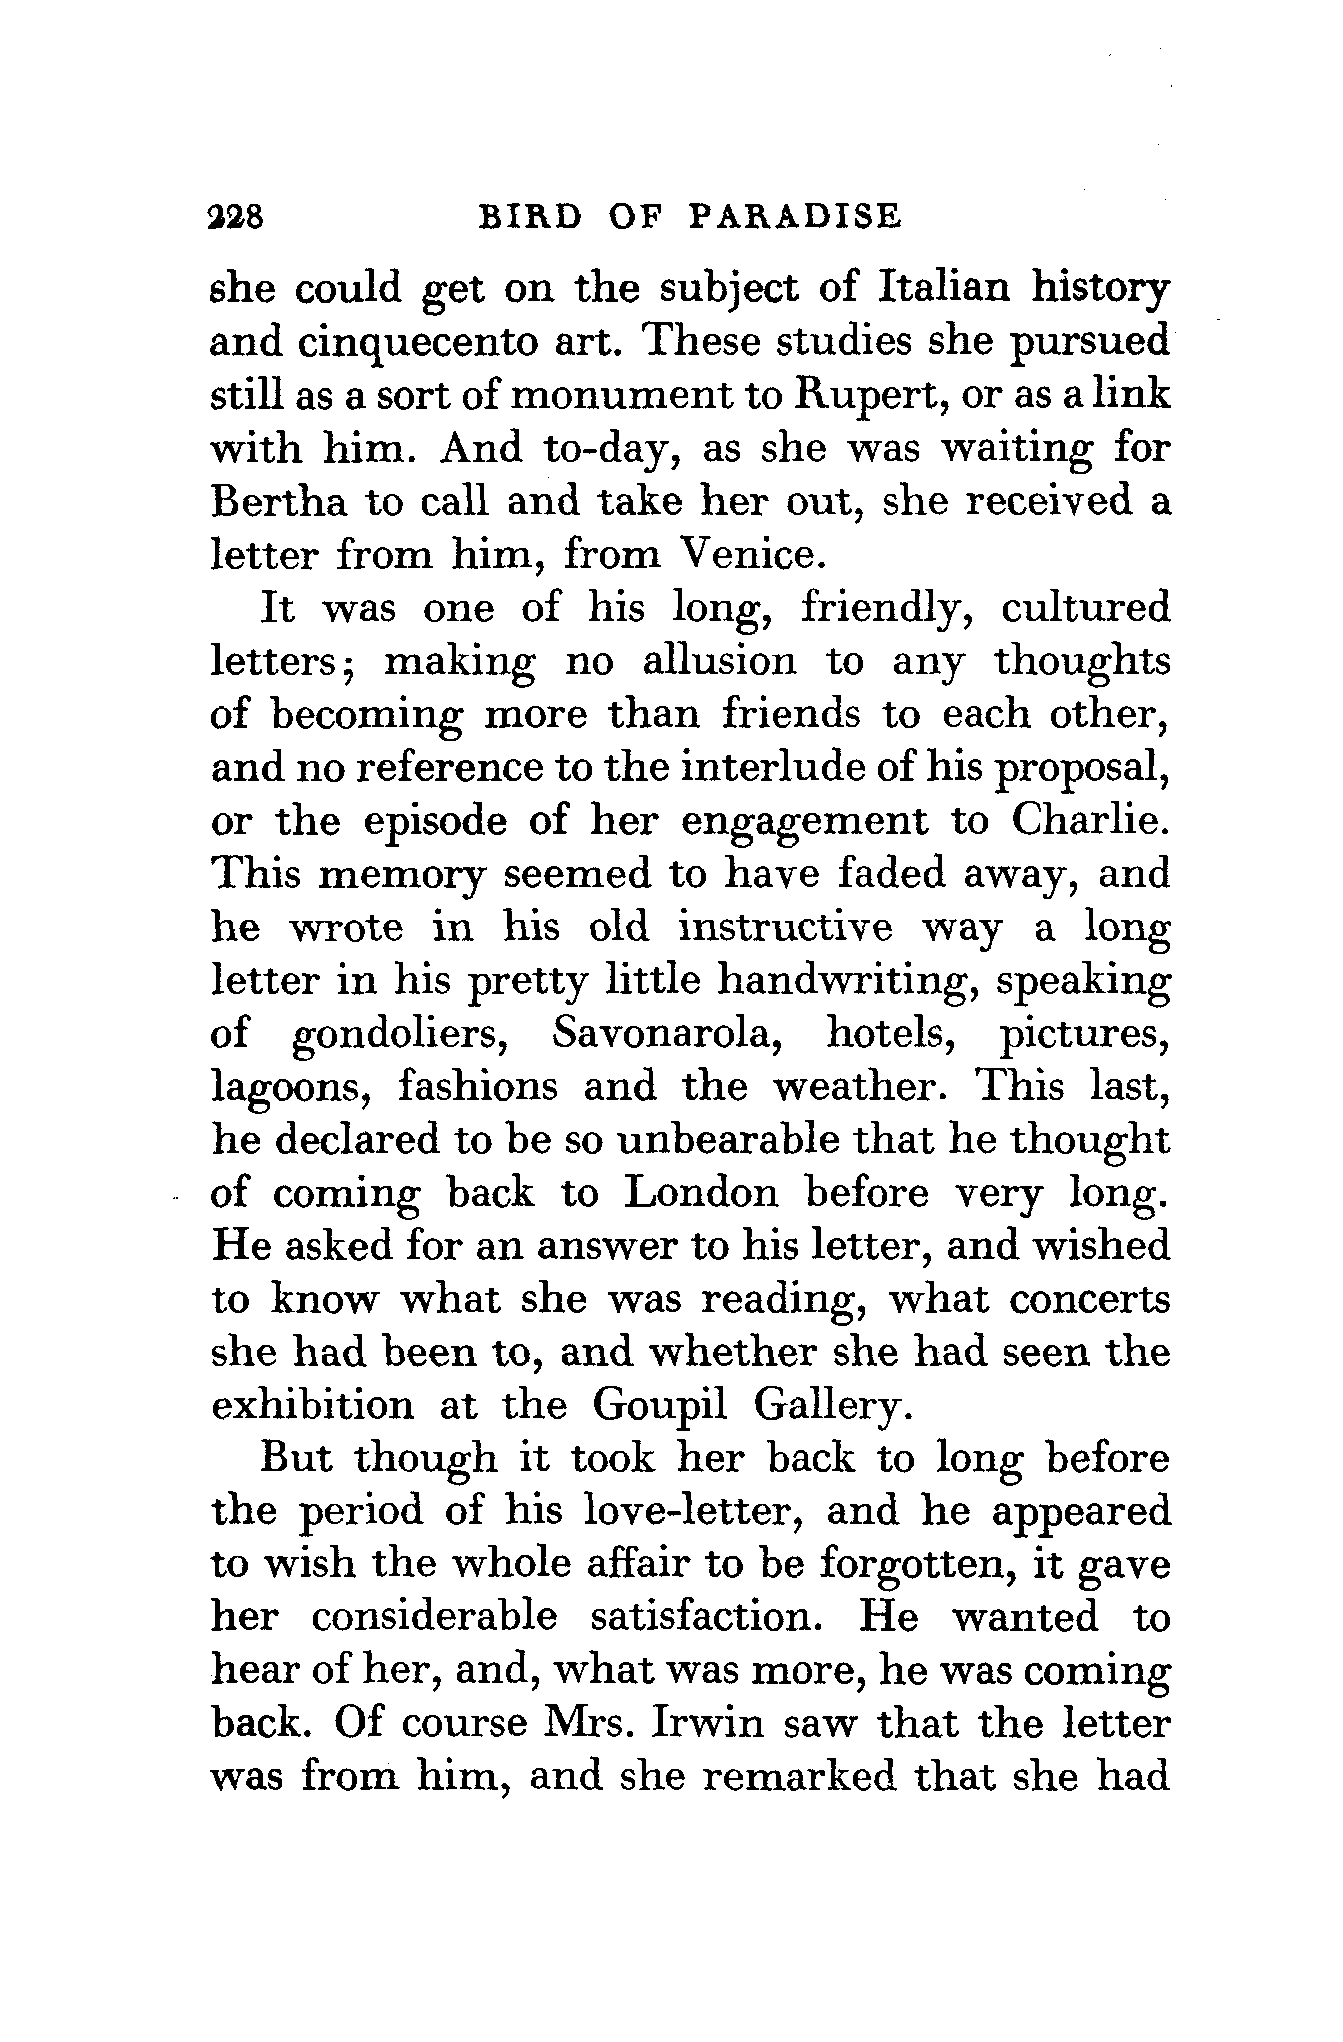 228 BIRD OF PARADISE
she could get on the subject of Italian history
and cinquecento art. These studies she pursued
still as a sort of monument to Rupert, or as a link
with him. And to-day, as she was waiting for
Bertha to call and take her out, she received a
letter from him, from Venice.
It was one of his long, friendly, cultured
letters; making no allusion to any thoughts
of becoming more than friends to each other,
and no reference to the interlude of his proposal,
or the episode of her engagement to Charlie.
This memory seemed to have faded away, and
he wrote in his old instructive way a long
letter in his pretty little handwriting, speaking
of gondoliers, Savonarola, hotels, pictures,
lagoons, fashions and the weather. This last,
he declared to be so unbearable that he thought
of coming back to London before very long.
He asked for an answer to his letter, and wished
to know what she was reading, what concerts
she had been to, and whether she had seen the
exhibition at the Goupil Gallery.
But though it took her back to long before
the period of his love-letter, and he appeared
to wish the whole affair to be forgotten, it gave
her considerable satisfaction. He wanted to
hear of her, and, what was more, he was coming
back. Of course Mrs. Irwin saw that the letter
was from him, and she remarked that she had